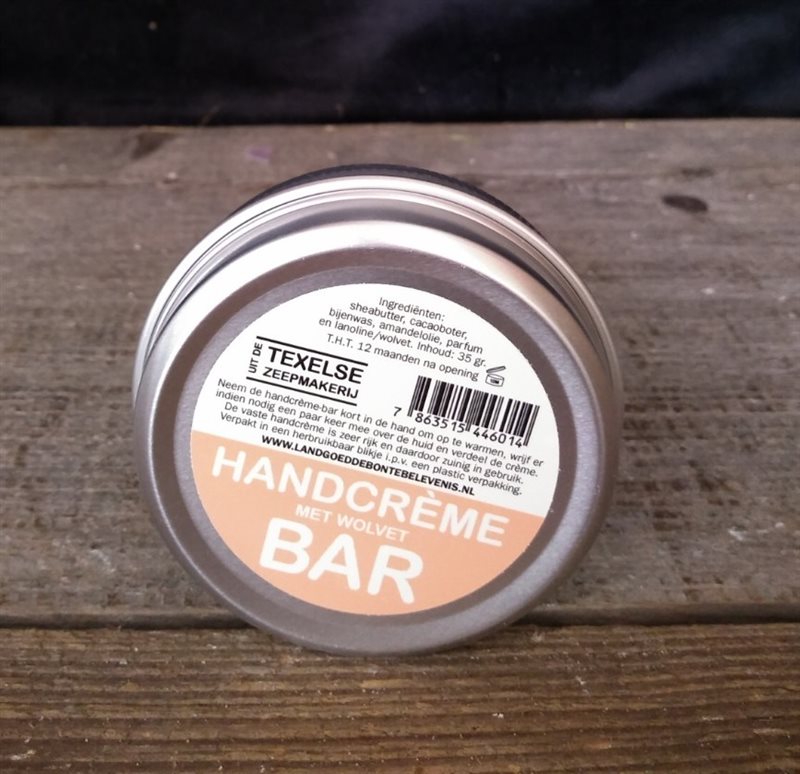 Ingrediënten:
sheabutter, cacaoboter,
bijenwas, amandelolie, parfum
en lanoline/wolvet. Inhoud: 35 gr.
T.H.T. 12 maanden na opening
UIT DE
TEXELSE
ZEEPMAKERIJ
7 863515 446014
Neem de handcrème-bar kort in de hand om op te warmen, wrijf er
indien nodig een paar keer mee over de huid en verdeel de crème.
De vaste handcrème is zeer rijk en daardoor zuinig in gebruik.
Verpakt in een herbruikbaar blikje i.p.v. een plastic verpakking.
WWW.LANDGOEDDEBONTEBELEVENIS.NL
HANDCRÈME
MET WOLVET
BAR